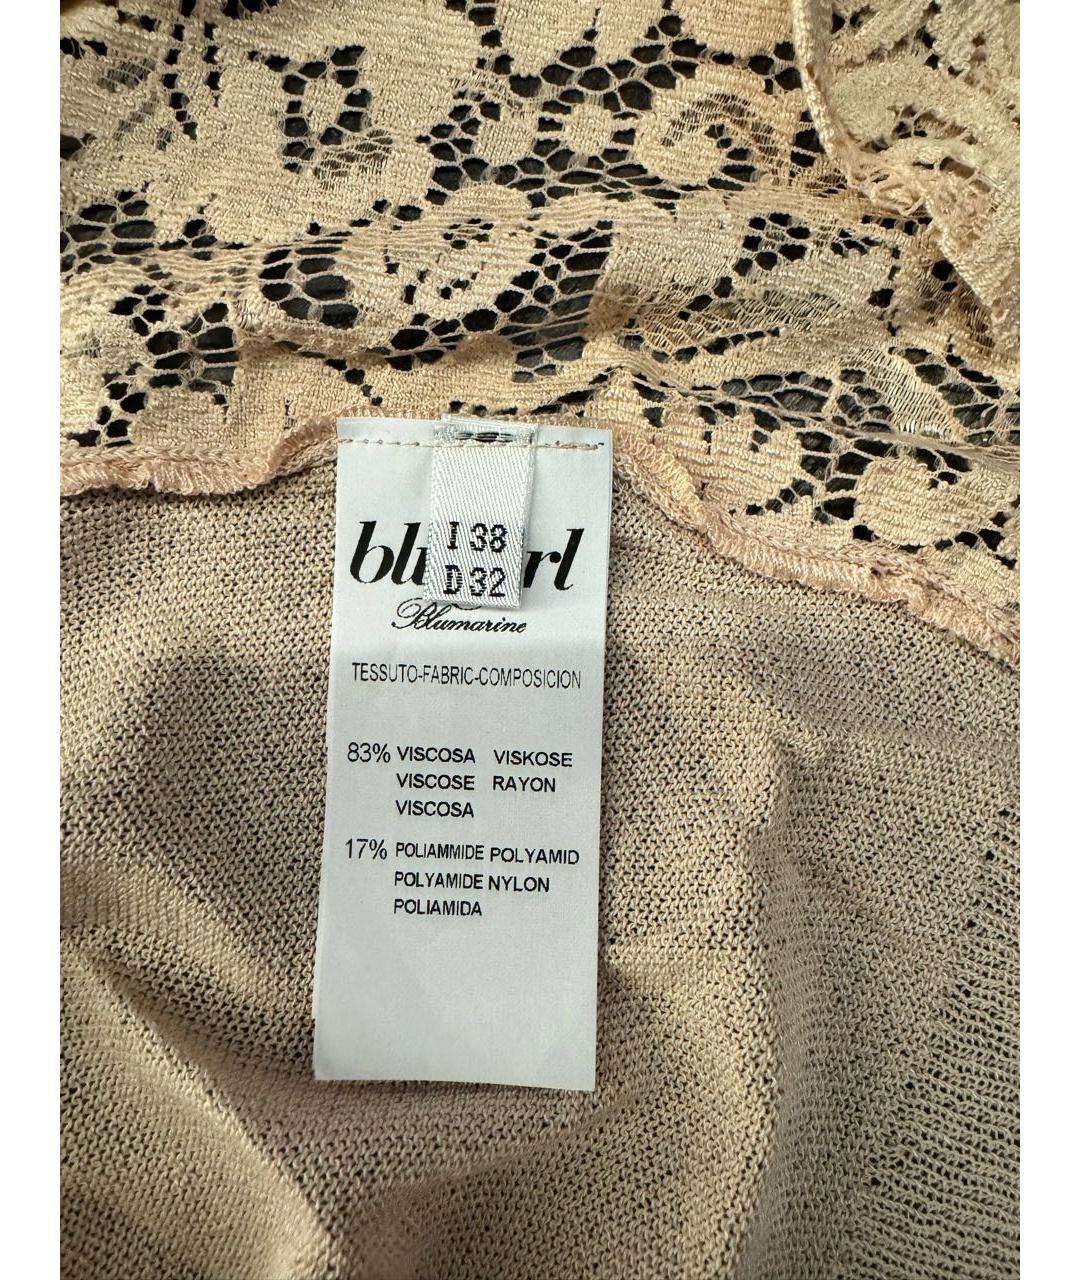 I 38
D 32
Blumarine
TESSUTO-FABRIC-COMPOSICION
83% VISCOSA VISKOSE
VISCOSE RAYON
VISCOSA
17% POLIAMMIDE POLYAMID
POLYAMIDE NYLON
POLIAMIDA